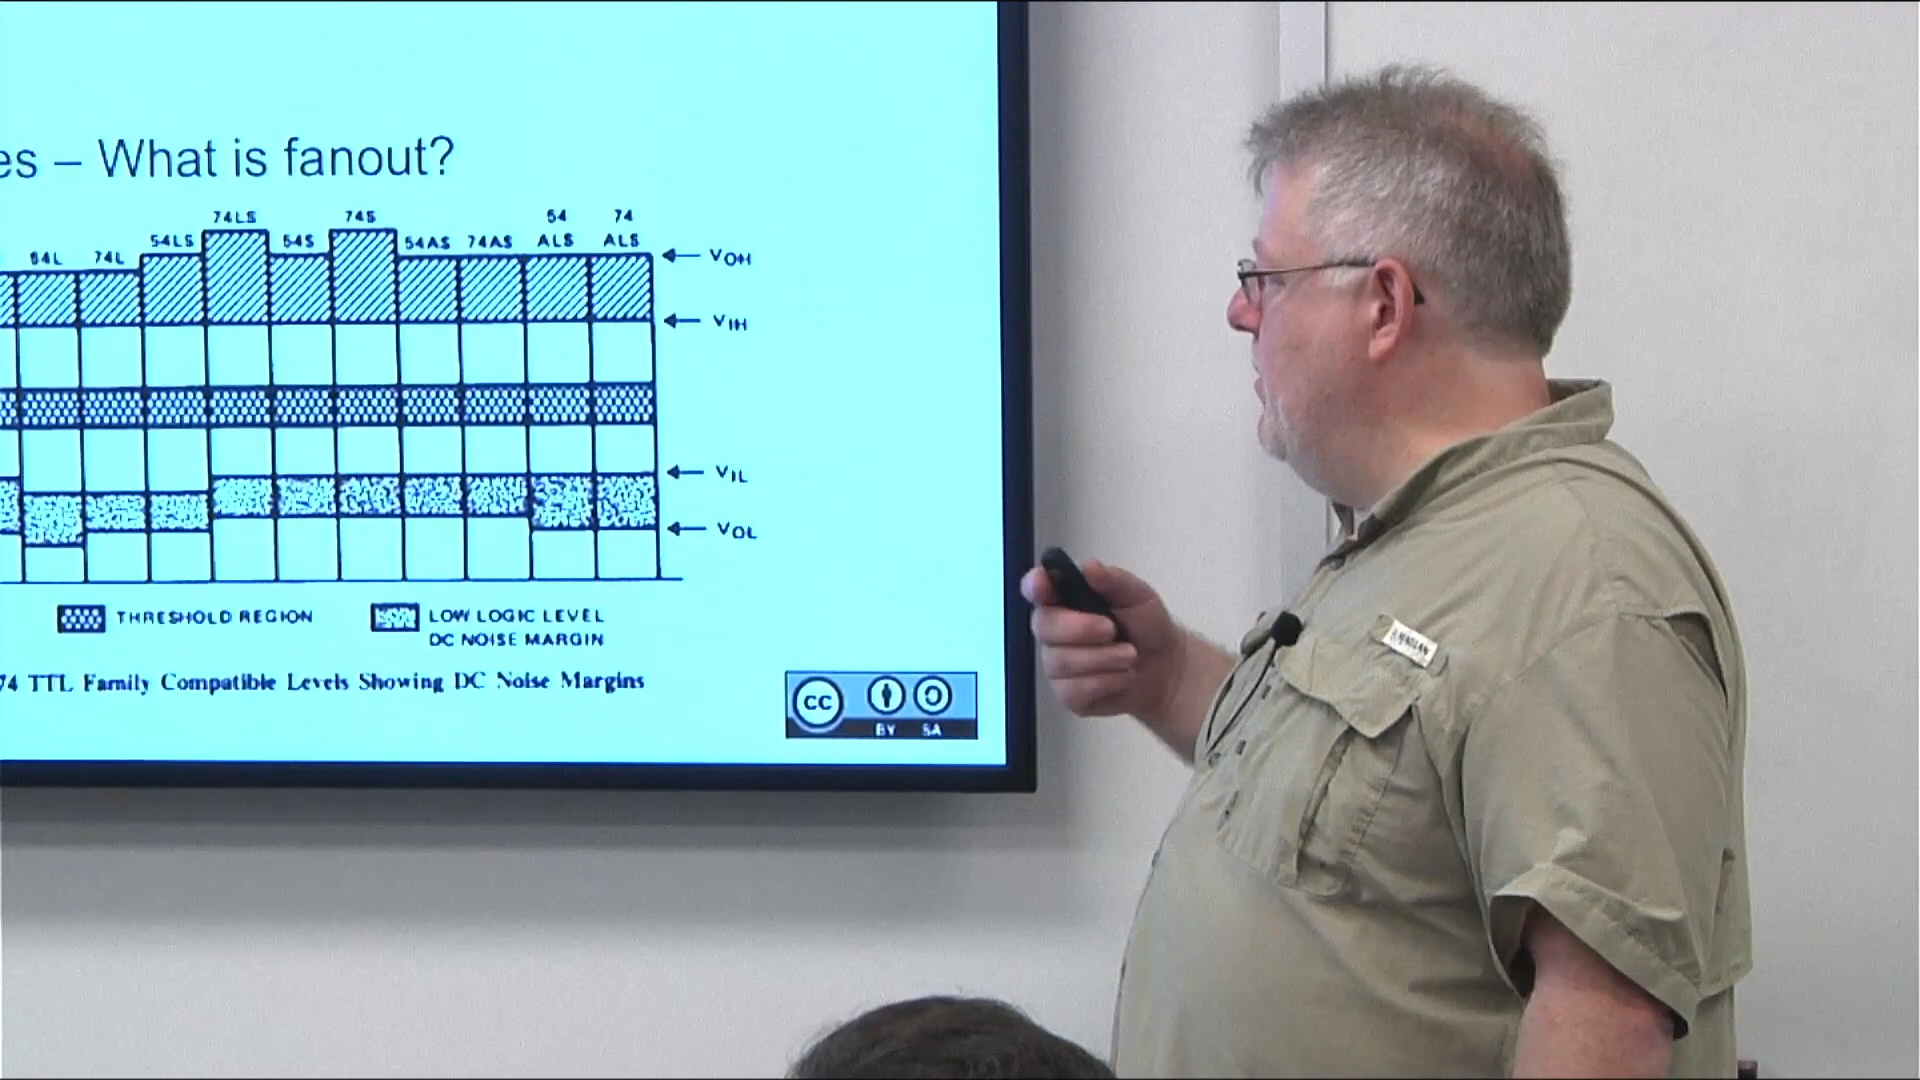 es – What is fanout?
74LS 74S 54 74
54L 74L 54LS 54S 54AS 74AS ALS ALS
VOH
VIH
VIL
VOL
THRESHOLD REGION LOW LOGIC LEVEL
DC NOISE MARGIN
74 TTL Family Compatible Levels Showing DC Noise Margins
cc
BY SA